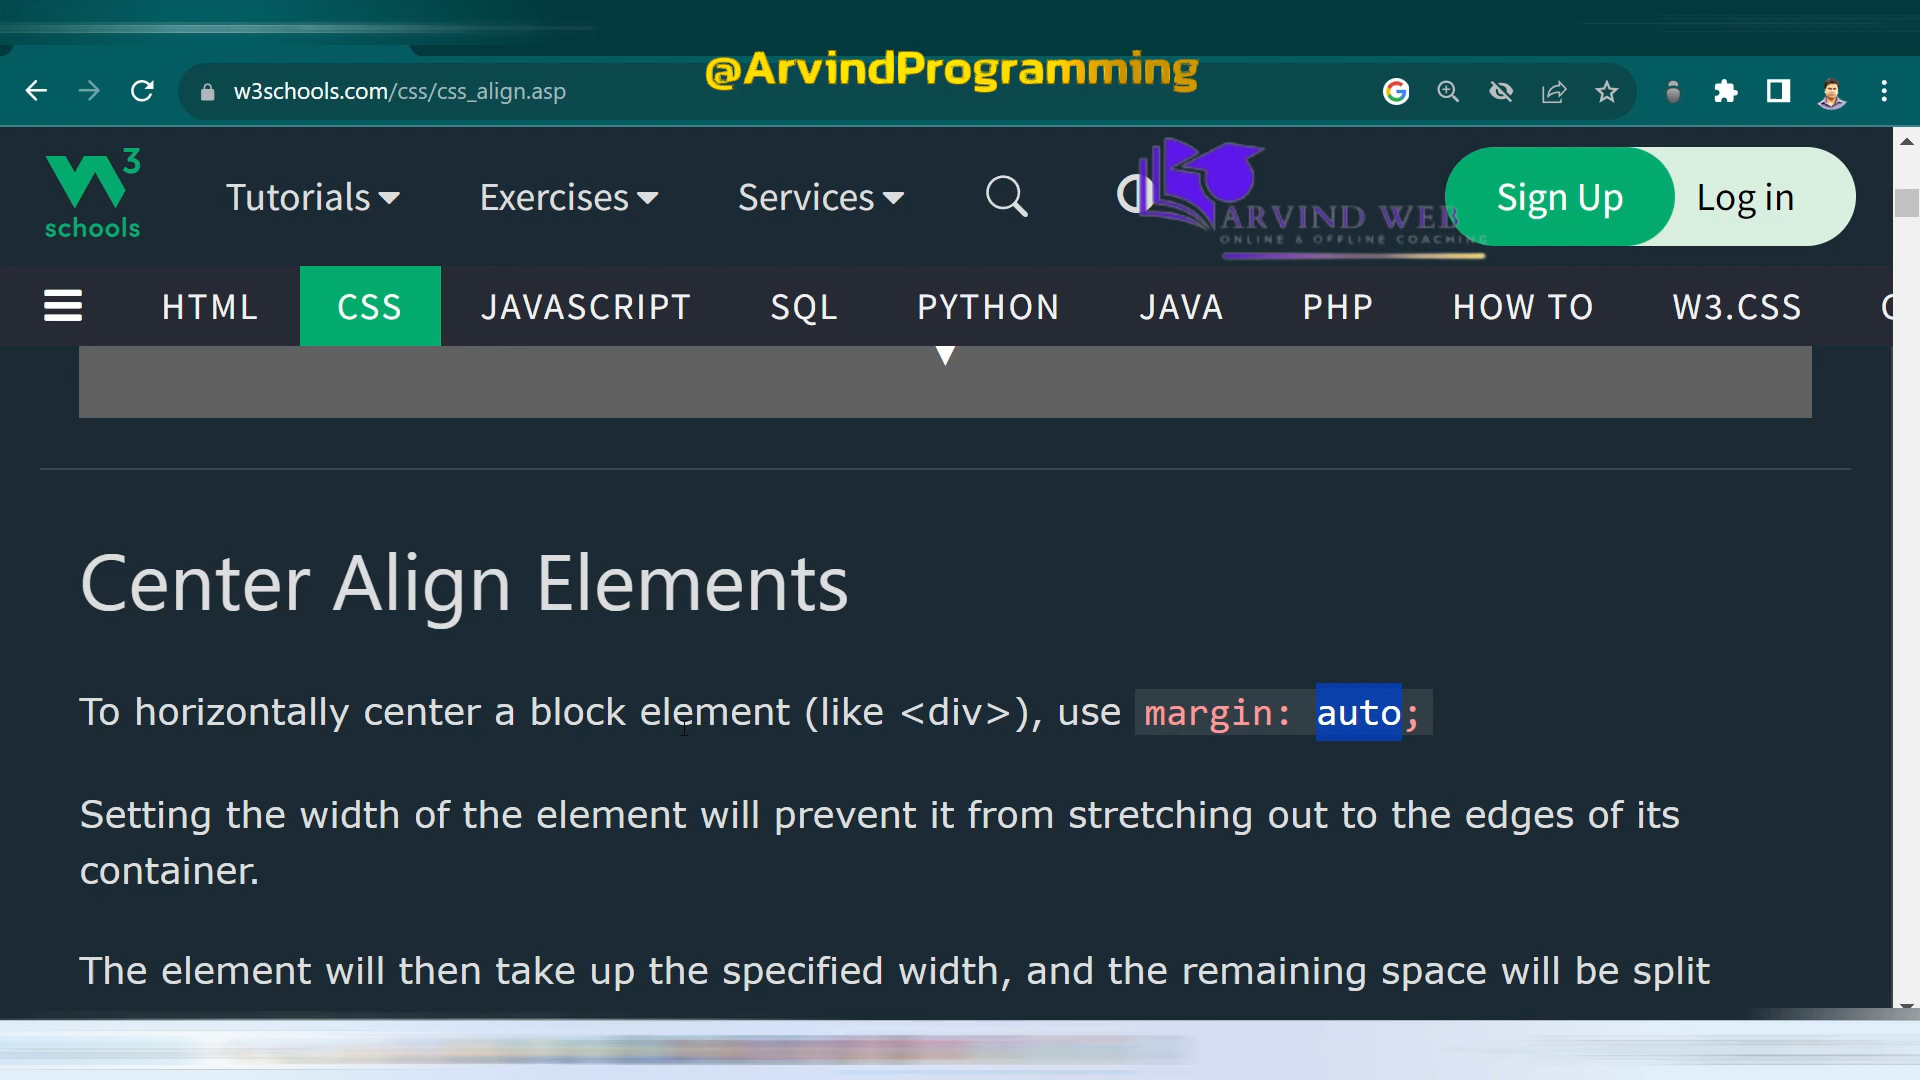 @ArvindProgramming
w3schools.com/css/css_align.asp
3
schools
Tutorials
Exercises
Services
ARVIND WEB
ONLINE & OFFLINE COACHING
Sign Up
Log in
HTML
CSS
JAVASCRIPT
SQL
PYTHON
JAVA
PHP
HOW TO
W3.CSS
Center Align Elements
To horizontally center a block element (like <div>), use margin: auto;
Setting the width of the element will prevent it from stretching out to the edges of its
container.
The element will then take up the specified width, and the remaining space will be split